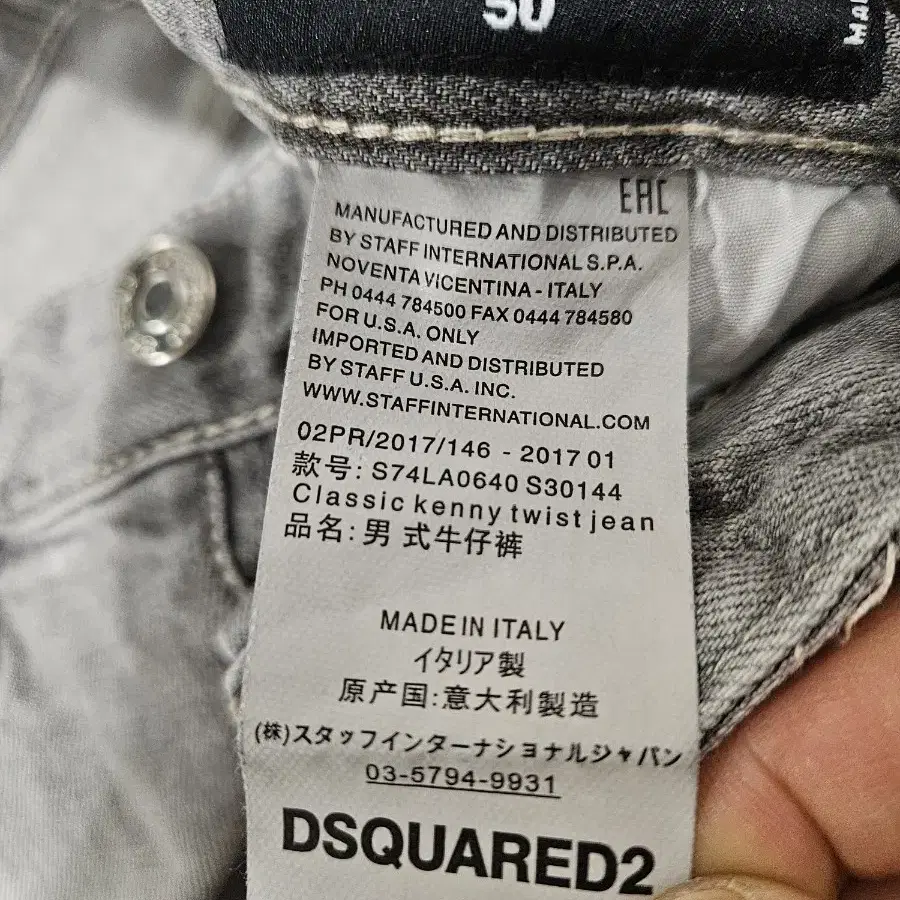 50
EAC
MANUFACTURED AND DISTRIBUTED
BY STAFF INTERNATIONAL S.P.A.
NOVENTA VICENTINA - ITALY
PH 0444 784500 FAX 0444 784580
FOR U.S.A. ONLY
IMPORTED AND DISTRIBUTED
BY STAFF U.S.A. INC.
WWW.STAFFINTERNATIONAL.COM
02PR/2017/146 - 2017 01
款号: S74LA0640 S30144
Classic kenny twist jean
品名: 男 式牛仔裤
MADE IN ITALY
イタリア製
原产国:意大利製造
(株)スタッフインターナショナルジャパン
03-5794-9931
DSQUARED2